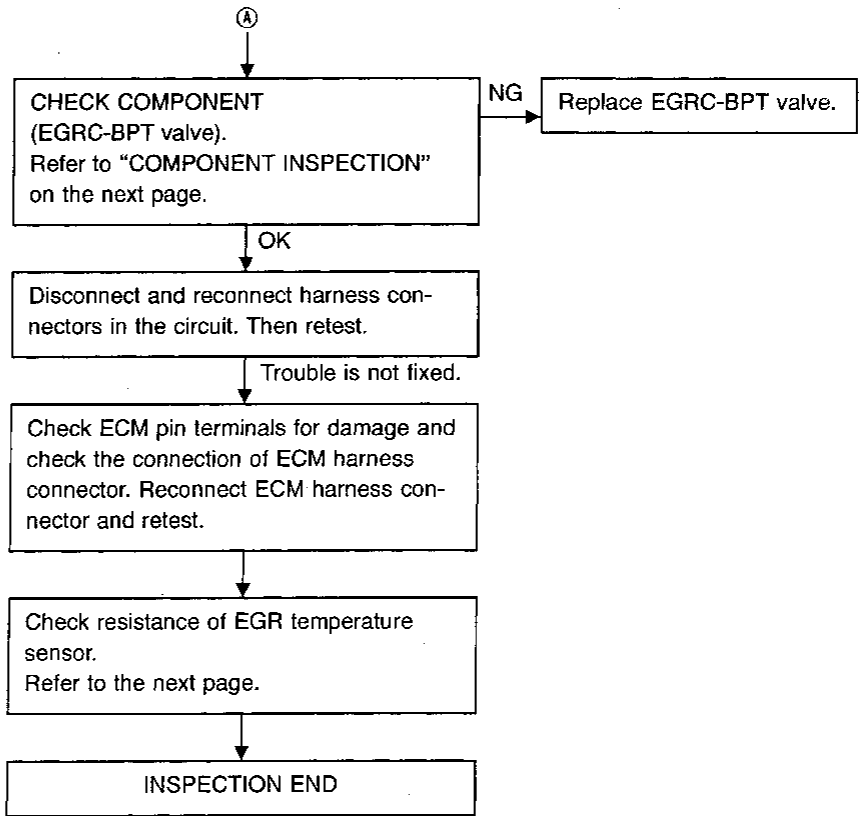 Ⓐ
CHECK COMPONENT
(EGRC-BPT valve).
Refer to “COMPONENT INSPECTION”
on the next page.
NG
Replace EGRC-BPT valve.
OK
Disconnect and reconnect harness con-
nectors in the circuit. Then retest.
Trouble is not fixed.
Check ECM pin terminals for damage and
check the connection of ECM harness
connector. Reconnect ECM harness con-
nector and retest.
Check resistance of EGR temperature
sensor.
Refer to the next page.
INSPECTION END